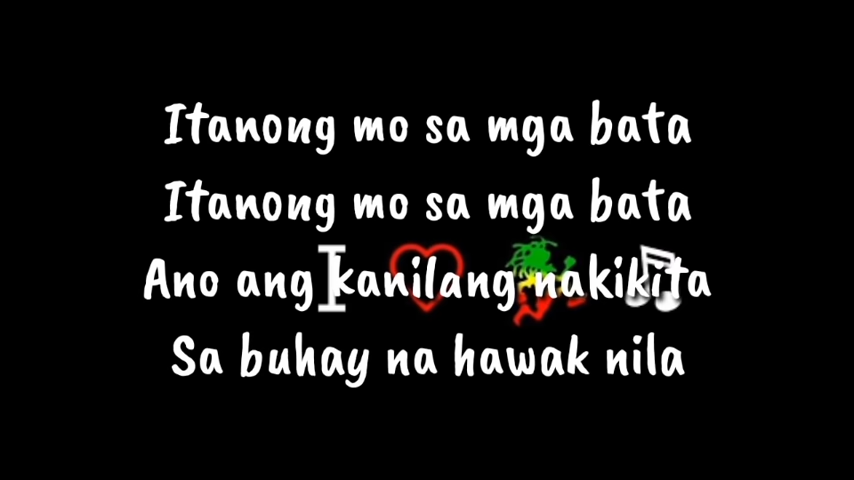 Itanong mo sa mga bata
Itanong mo sa mga bata
Ano ang kanilang nakikita
Sa buhay na hawak nila
I